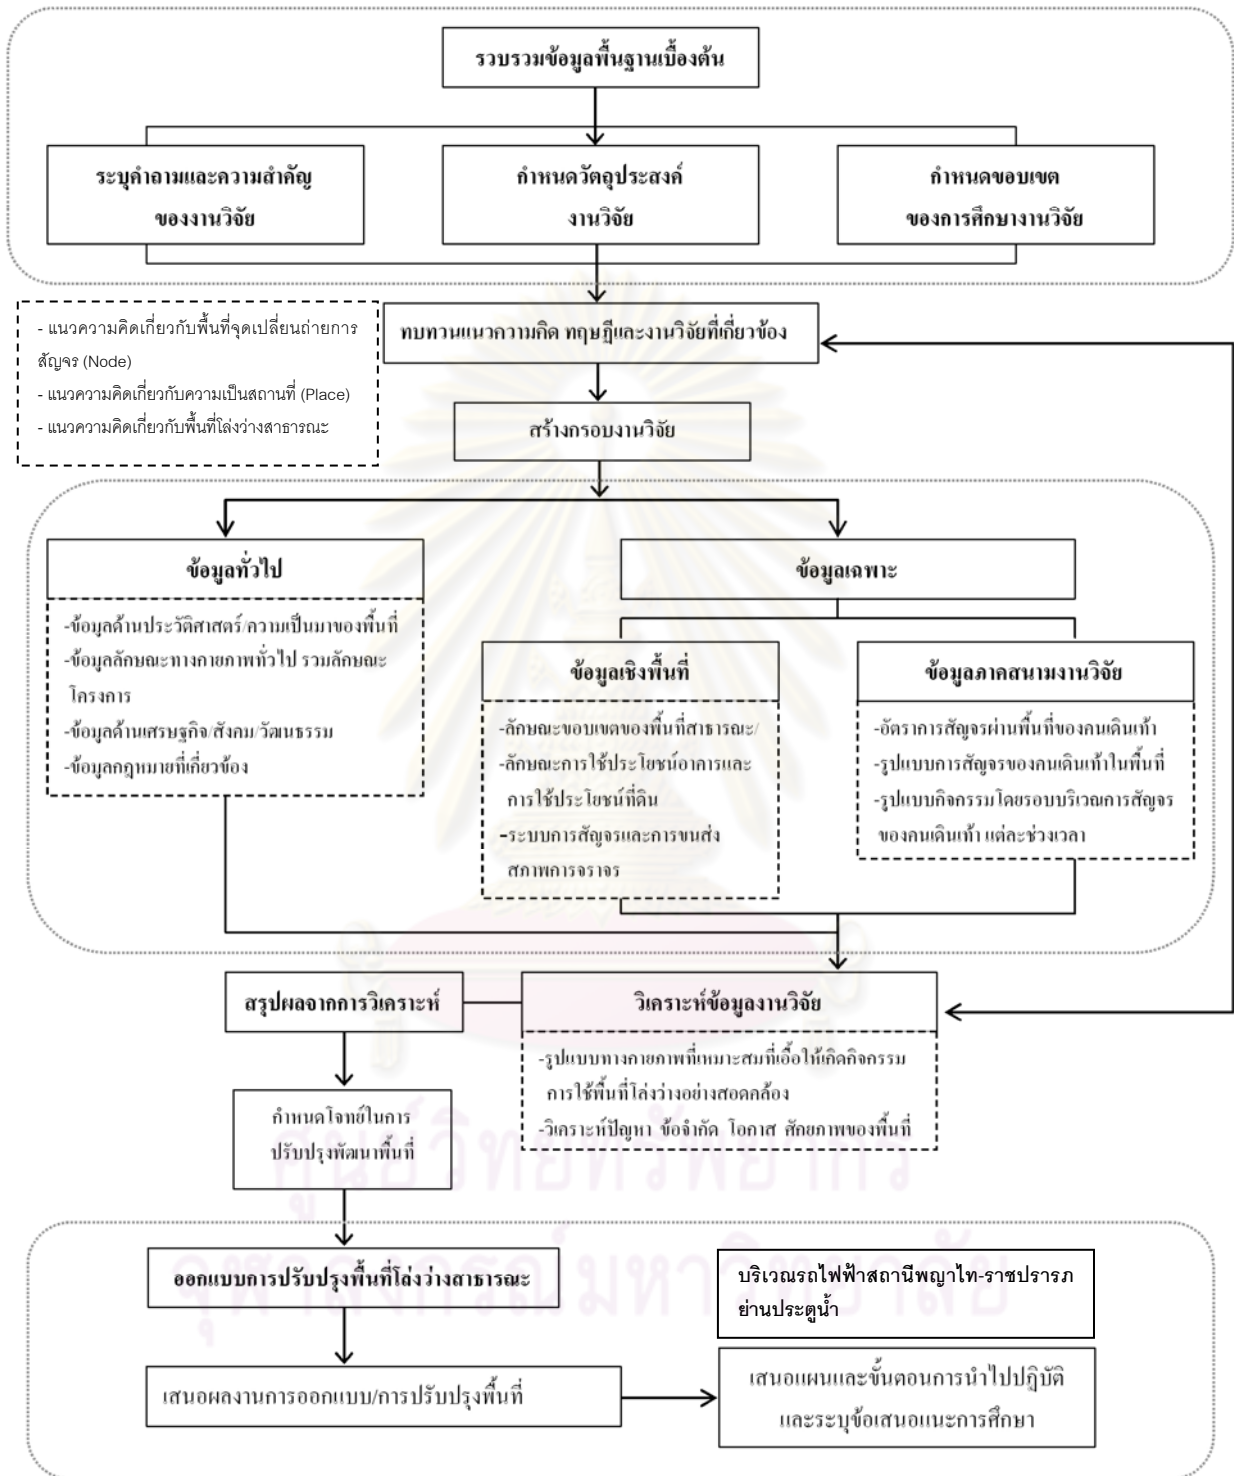 รวบรวมข้อมูลพื้นฐานเบื้องต้น
ระบุคำถามและความสำคัญ
ของงานวิจัย
กำหนดวัตถุประสงค์
งานวิจัย
กำหนดขอบเขต
ของการศึกษางานวิจัย
- แนวความคิดเกี่ยวกับพื้นที่จุดเปลี่ยนถ่ายการ
สัญจร (Node)
- แนวความคิดเกี่ยวกับความเป็นสถานที่ (Place)
- แนวความคิดเกี่ยวกับพื้นที่โล่งว่างสาธารณะ
ทบทวนแนวความคิด ทฤษฎีและงานวิจัยที่เกี่ยวข้อง
สร้างกรอบงานวิจัย
ข้อมูลทั่วไป
-ข้อมูลด้านประวัติศาสตร์/ความเป็นมาของพื้นที่
-ข้อมูลลักษณะทางกายภาพทั่วไป รวมลักษณะ
โครงการ
-ข้อมูลด้านเศรษฐกิจ/สังคม/วัฒนธรรม
-ข้อมูลกฎหมายที่เกี่ยวข้อง
ข้อมูลเฉพาะ
ข้อมูลเชิงพื้นที่
-ลักษณะขอบเขตของพื้นที่สาธารณะ/
-ลักษณะการใช้ประโยชน์อาคารและ
การใช้ประโยชน์ที่ดิน
-ระบบการสัญจรและการขนส่ง
สภาพการจราจร
ข้อมูลภาคสนามงานวิจัย
-อัตราการสัญจรผ่านพื้นที่ของคนเดินเท้า
-รูปแบบการสัญจรของคนเดินเท้าในพื้นที่
-รูปแบบกิจกรรมโดยรอบบริเวณการสัญจร
ของคนเดินเท้า แต่ละช่วงเวลา
สรุปผลจากการวิเคราะห์
วิเคราะห์ข้อมูลงานวิจัย
-รูปแบบทางกายภาพที่เหมาะสมที่เอื้อให้เกิดกิจกรรม
การใช้พื้นที่โล่งว่างอย่างสอดคล้อง
-วิเคราะห์ปัญหา ข้อจำกัด โอกาส ศักยภาพของพื้นที่
กำหนดโจทย์ในการ
ปรับปรุงพัฒนาพื้นที่
ศูนย์วิทยทรัพยากร
จุฬาลงกรณ์มหาวิทยาลัย
ออกแบบการปรับปรุงพื้นที่โล่งว่างสาธารณะ
บริเวณรถไฟฟ้าสถานีพญาไท-ราชปรารภ
ย่านประตูน้ำ
เสนอผลงานการออกแบบ/การปรับปรุงพื้นที่
เสนอแผนและขั้นตอนการนำไปปฏิบัติ
และระบุข้อเสนอแนะการศึกษา